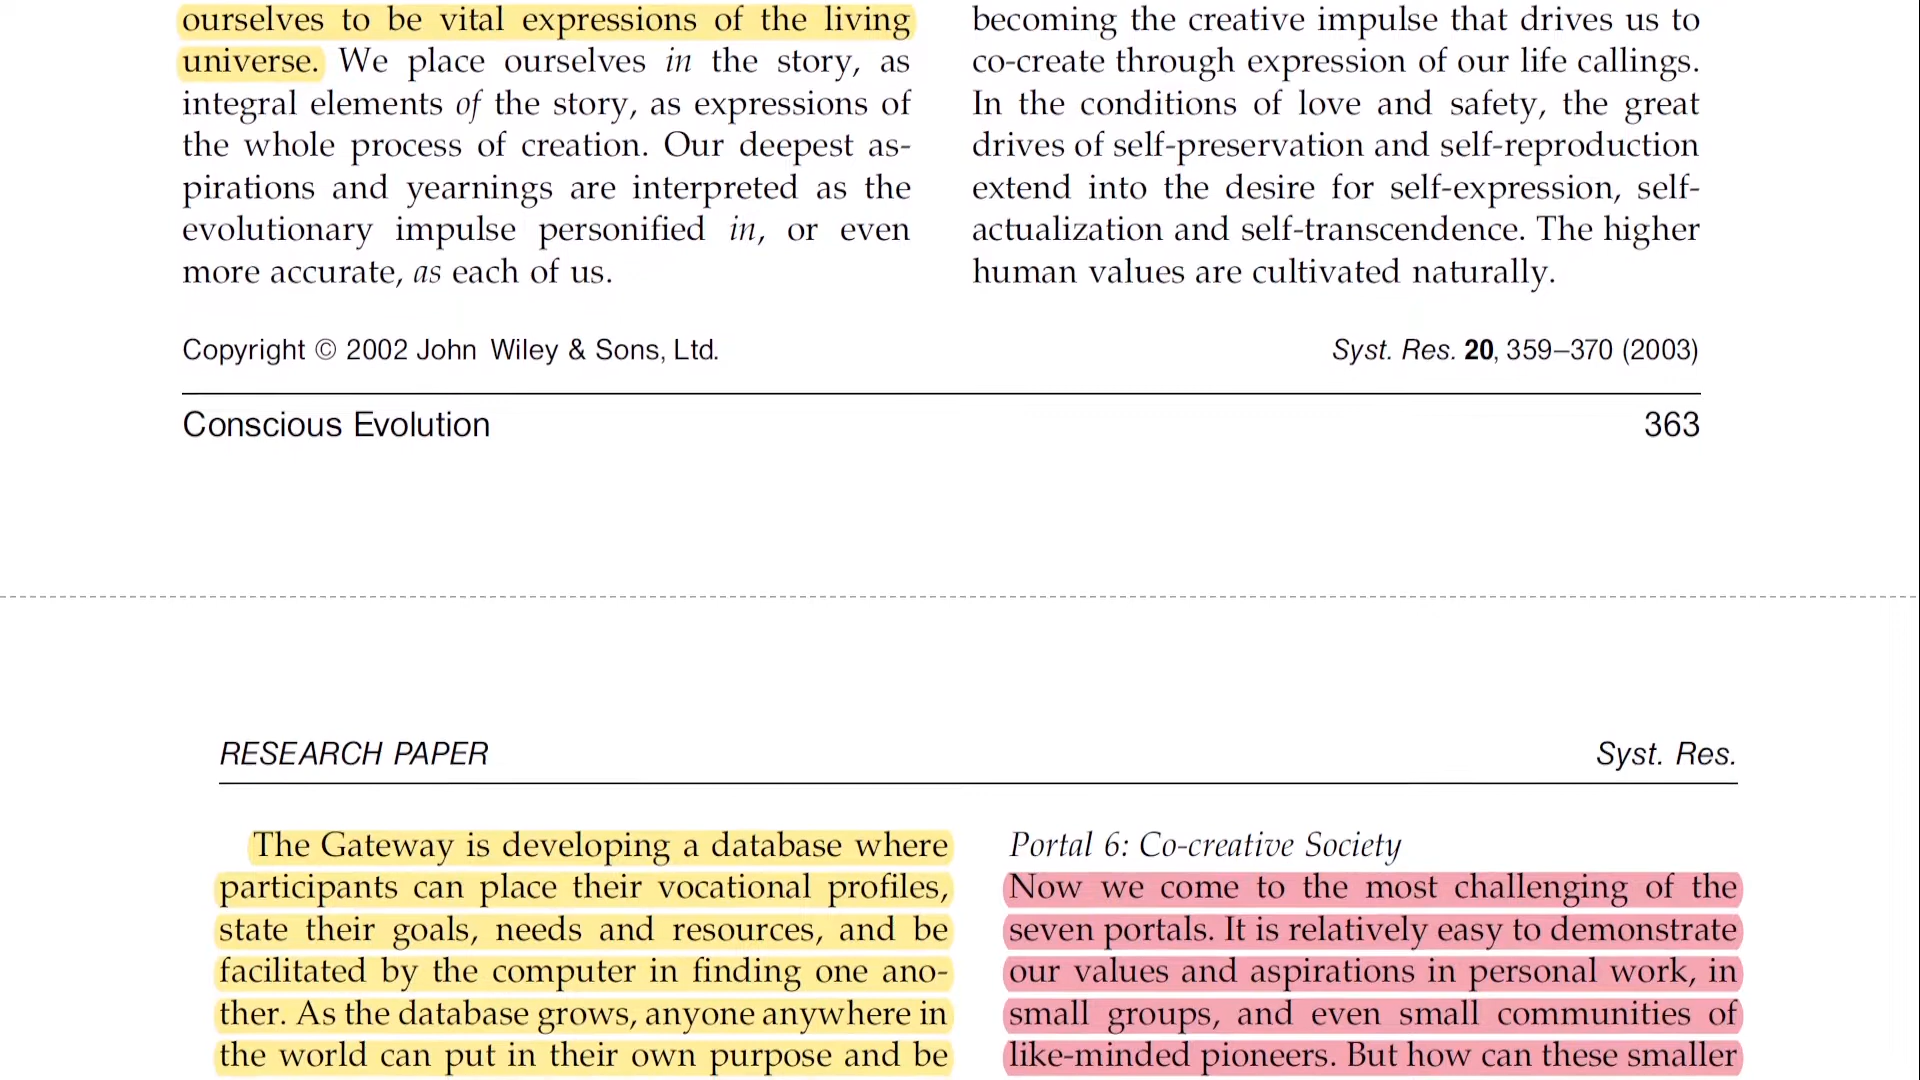 ourselves to be vital expressions of the living
universe. We place ourselves in the story, as
integral elements of the story, as expressions of
the whole process of creation. Our deepest as-
pirations and yearnings are interpreted as the
evolutionary impulse personified in, or even
more accurate, as each of us.
becoming the creative impulse that drives us to
co-create through expression of our life callings.
In the conditions of love and safety, the great
drives of self-preservation and self-reproduction
extend into the desire for self-expression, self-
actualization and self-transcendence. The higher
human values are cultivated naturally.
Copyright © 2002 John Wiley & Sons, Ltd.
Syst. Res. 20, 359–370 (2003)
Conscious Evolution
363
RESEARCH PAPER
Syst. Res.
The Gateway is developing a database where
participants can place their vocational profiles,
state their goals, needs and resources, and be
facilitated by the computer in finding one ano-
ther. As the database grows, anyone anywhere in
the world can put in their own purpose and be
Portal 6: Co-creative Society
Now we come to the most challenging of the
seven portals. It is relatively easy to demonstrate
our values and aspirations in personal work, in
small groups, and even small communities of
like-minded pioneers. But how can these smaller